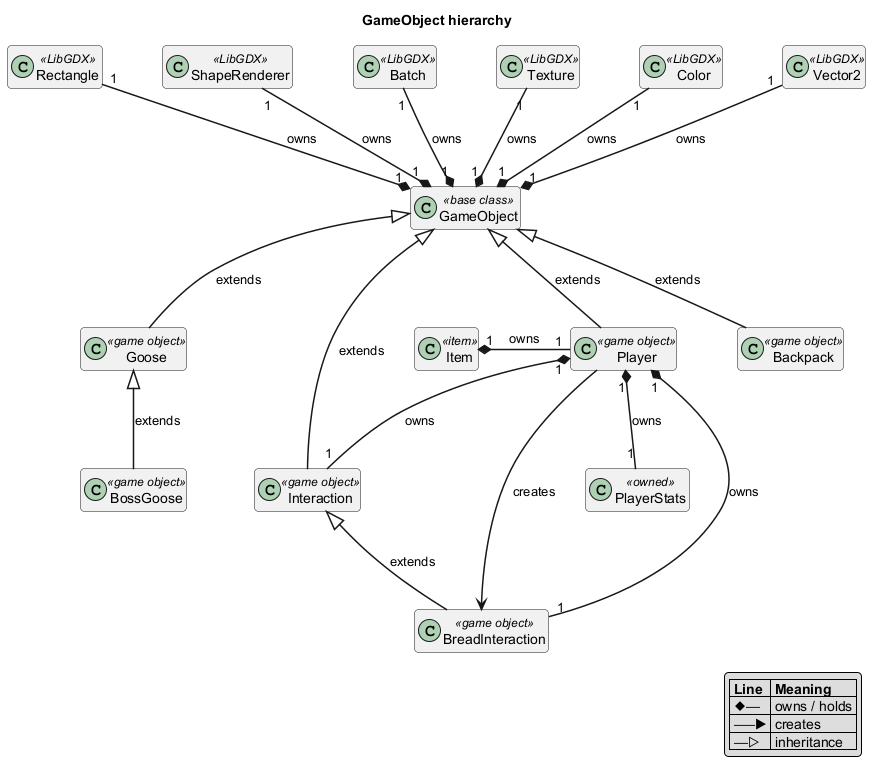 GameObject hierarchy
C «LibGDX» Rectangle
C «LibGDX» ShapeRenderer
C «LibGDX» Batch
C «LibGDX» Texture
C «LibGDX» Color
C «LibGDX» Vector2
1
1
1
1
1
1
owns
owns
owns
owns
owns
owns
1
1
1
1
1
1
C «base class» GameObject
extends
extends
extends
extends
C «game object» Goose
C «item» Item
1
owns
1
C «game object» Player
C «game object» Backpack
1
1
1
extends
owns
owns
1
1
C «game object» BossGoose
C «game object» Interaction
creates
C «owned» PlayerStats
owns
extends
1
C «game object» BreadInteraction
Line Meaning
owns / holds
creates
inheritance